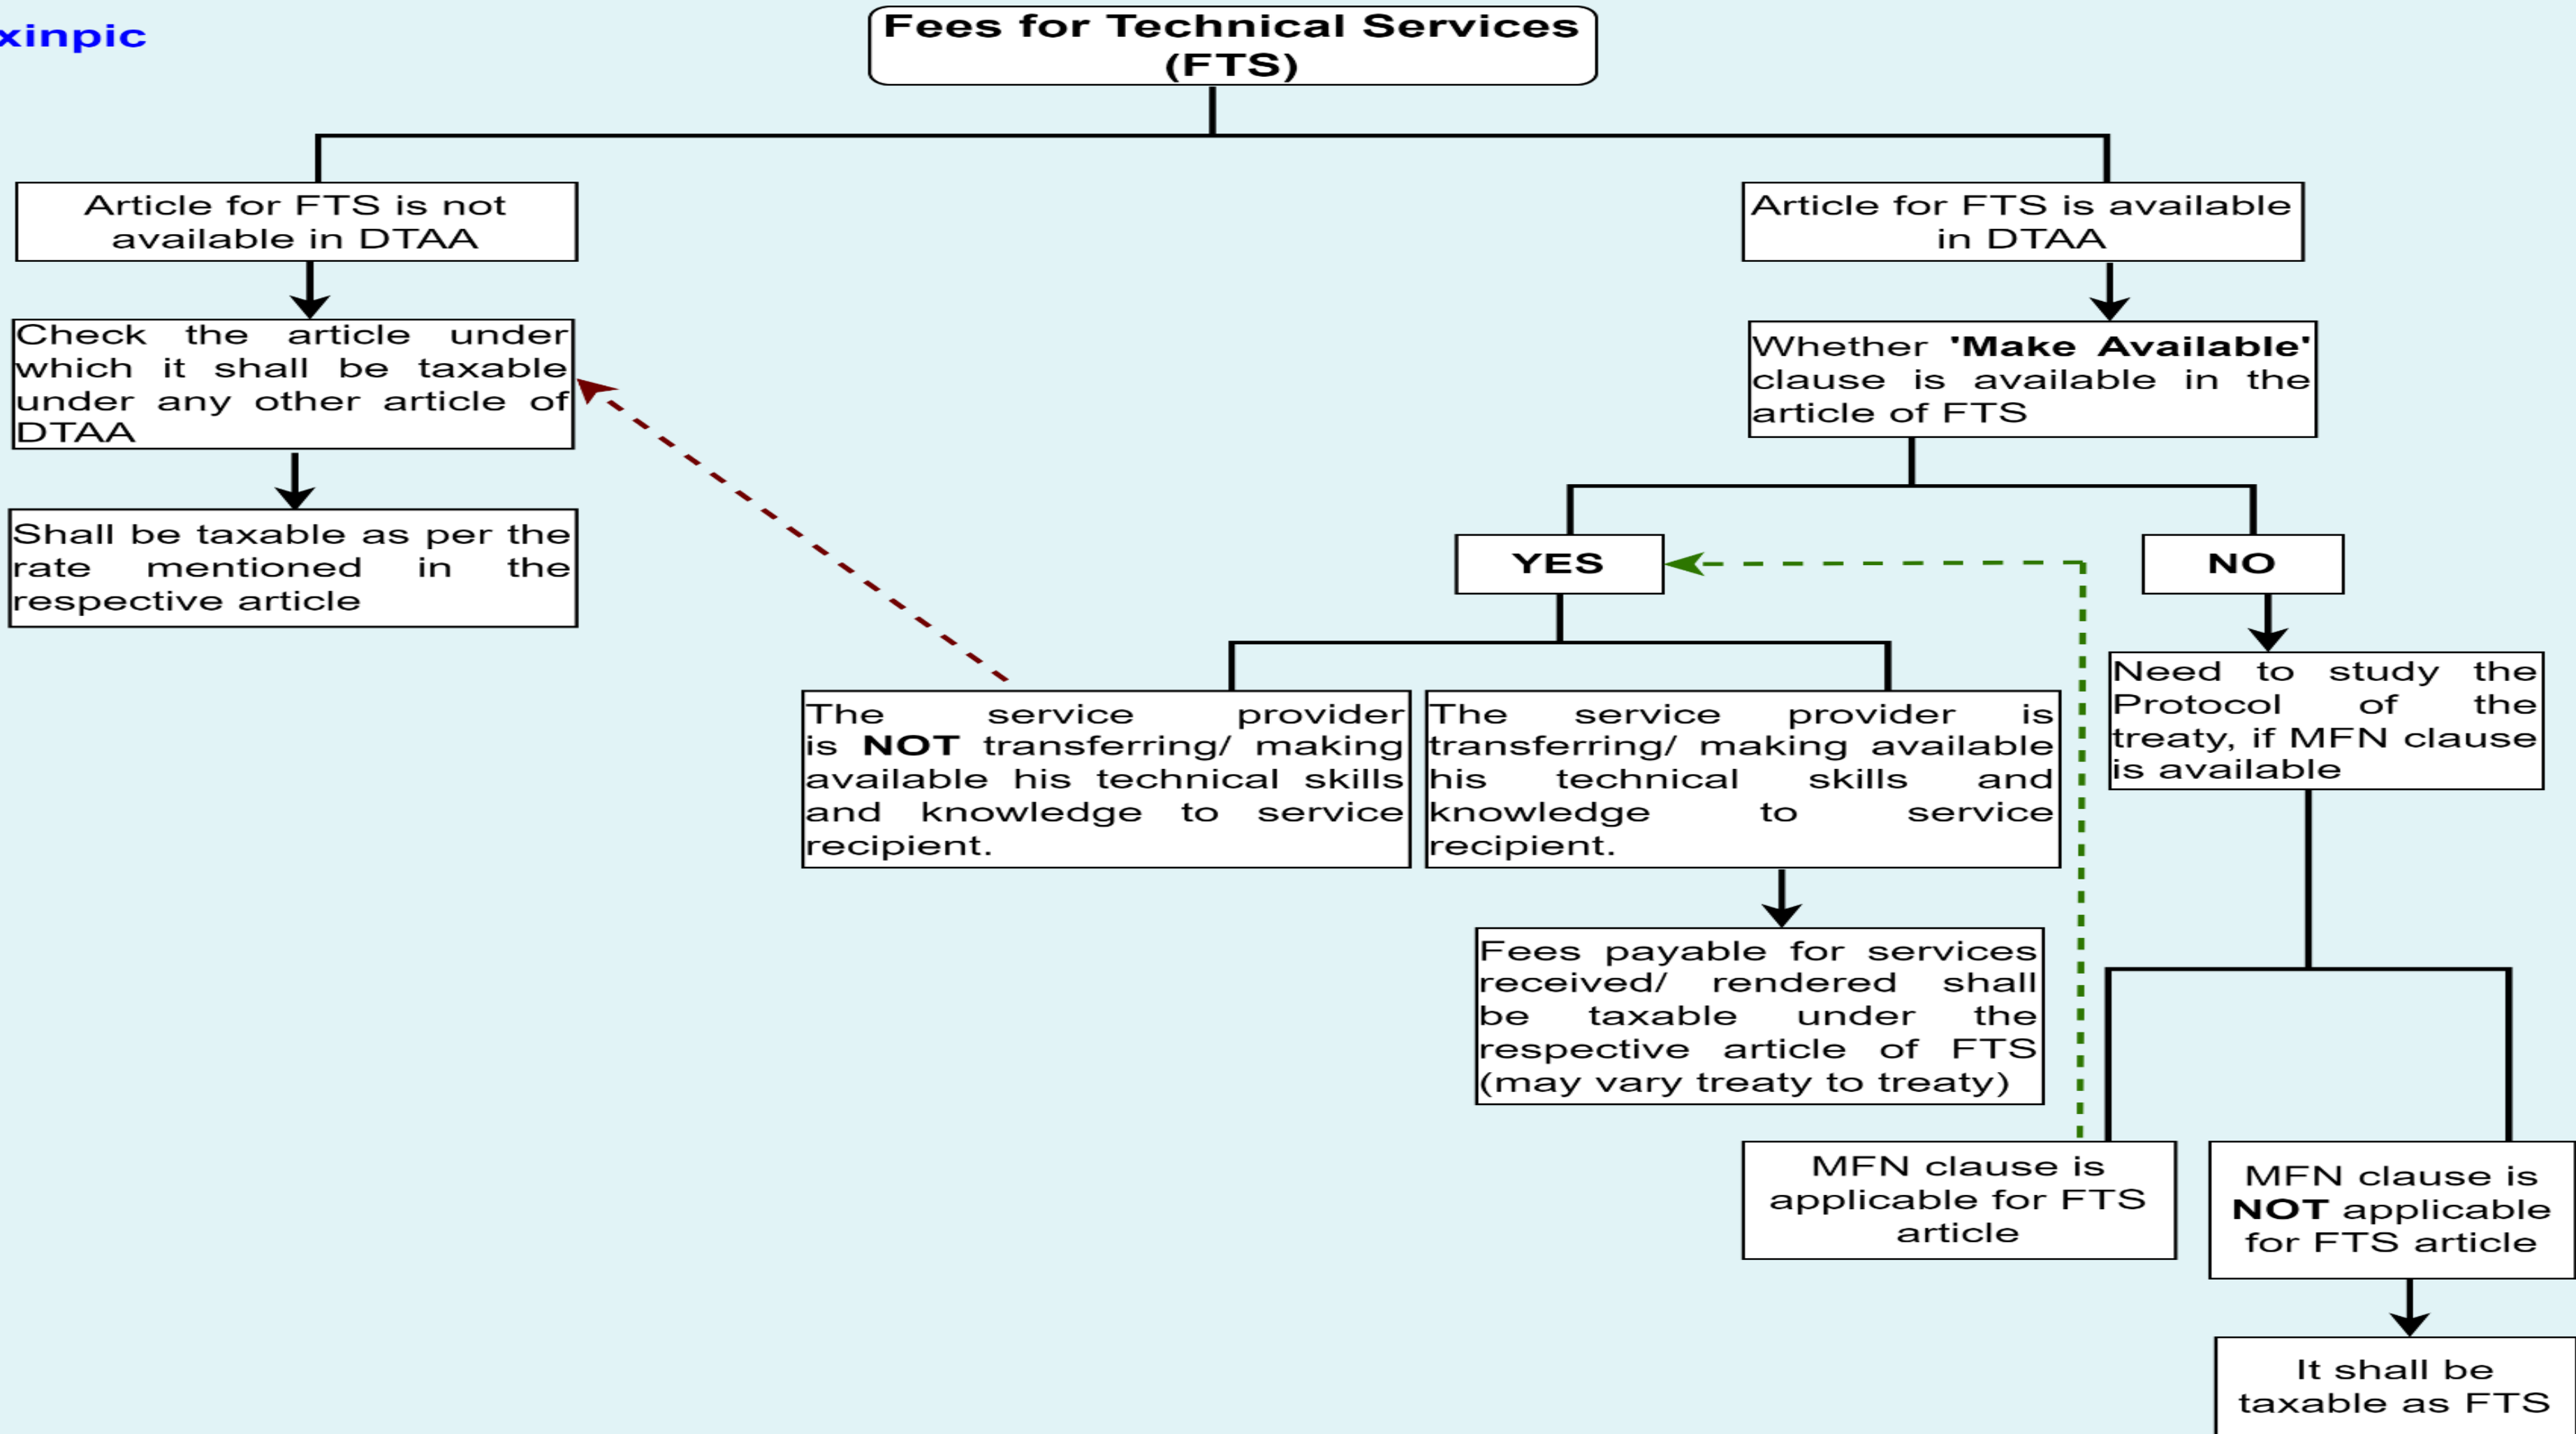 xinpic
Fees for Technical Services
(FTS)
Article for FTS is not
available in DTAA
Article for FTS is available
in DTAA
Check the article under
which it shall be taxable
under any other article of
DTAA
Whether 'Make Available'
clause is available in the
article of FTS
Shall be taxable as per the
rate mentioned in the
respective article
YES
NO
The service provider
is NOT transferring/ making
available his technical skills
and knowledge to service
recipient.
The service provider is
transferring/ making available
his technical skills and
knowledge to service
recipient.
Need to study the
Protocol of the
treaty, if MFN clause
is available
Fees payable for services
received/ rendered shall
be taxable under the
respective article of FTS
(may vary treaty to treaty)
MFN clause is
applicable for FTS
article
MFN clause is
NOT applicable
for FTS article
It shall be
taxable as FTS